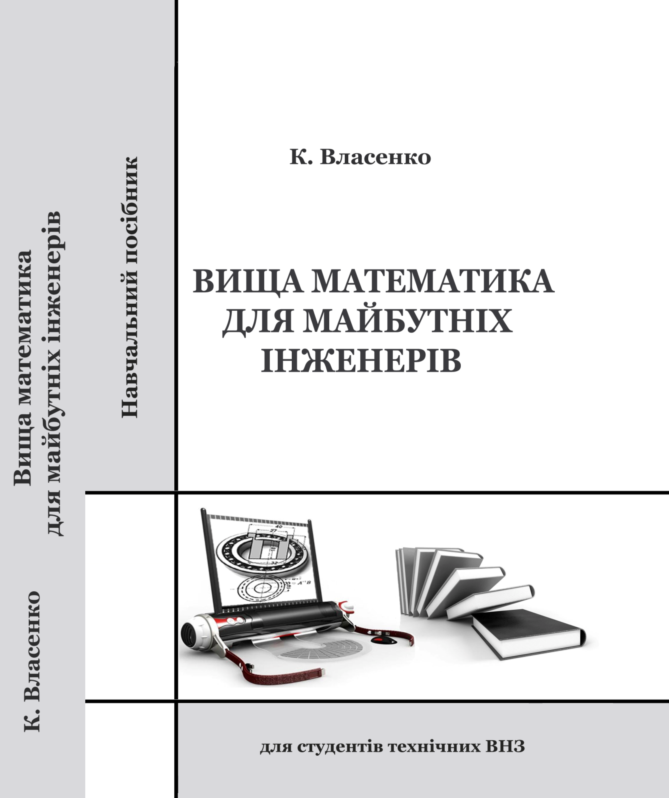 К. Власенко
ВИЩА МАТЕМАТИКА
ДЛЯ МАЙБУТНІХ
ІНЖЕНЕРІВ
для студентів технічних ВНЗ
Навчальний посібник
Вища математика
для майбутніх інженерів
К. Власенко